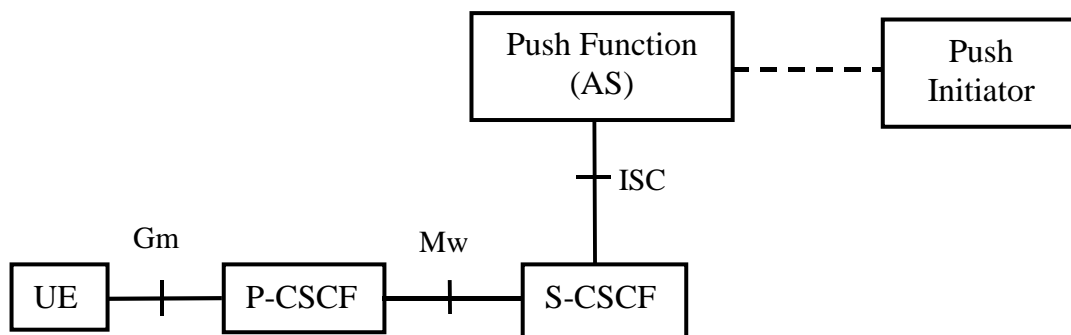 Push Function
(AS)
Push
Initiator
ISC
Gm
Mw
UE
P-CSCF
S-CSCF